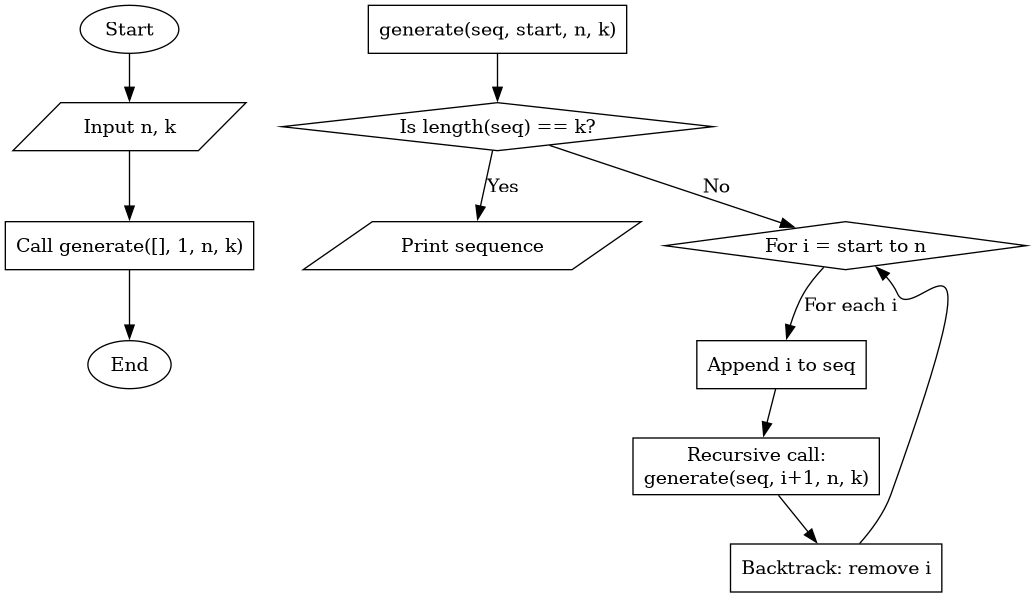 Start
Input n, k
Call generate([], 1, n, k)
End
generate(seq, start, n, k)
Is length(seq) == k?
Yes
No
Print sequence
For i = start to n
For each i
Append i to seq
Recursive call:
generate(seq, i+1, n, k)
Backtrack: remove i